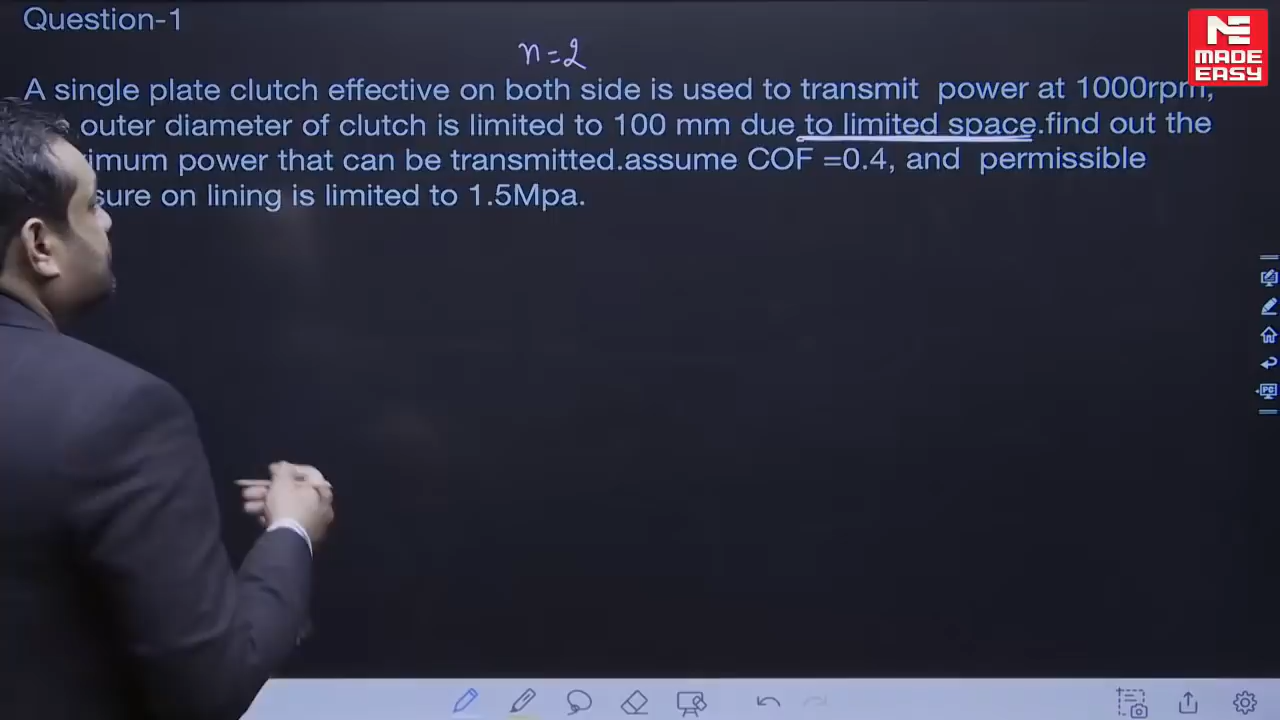 Question-1
n=2
A single plate clutch effective on both side is used to transmit power at 1000rpm,
outer diameter of clutch is limited to 100 mm due to limited space.find out the
power that can be transmitted.assume COF =0.4, and permissible
on lining is limited to 1.5Mpa.
MADE
EASY